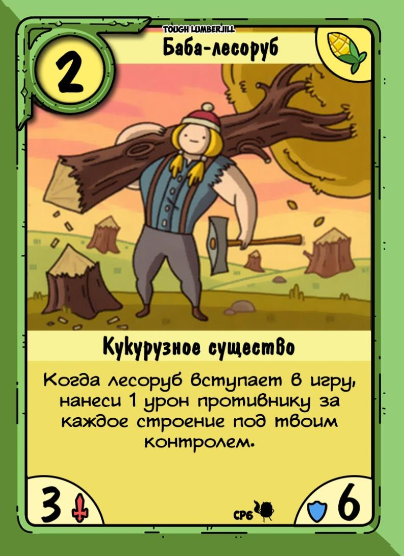 TOUGH LUMBERJILL
2
Баба-лесоруб
Кукурузное существо
Когда лесоруб вступает в игру,
нанеси 1 урон противнику за
каждое строение под твоим
контролем.
3
СРБ
6